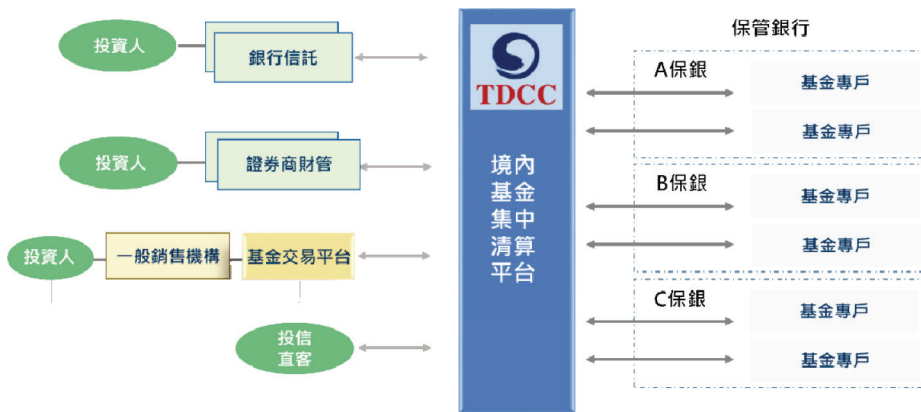 投資人
銀行信託
投資人
證券商財管
投資人
一般銷售機構
基金交易平台
投信
直客
TDCC
境內
基金
集中
清算
平台
保管銀行
A保銀
基金專戶
基金專戶
B保銀
基金專戶
基金專戶
C保銀
基金專戶
基金專戶